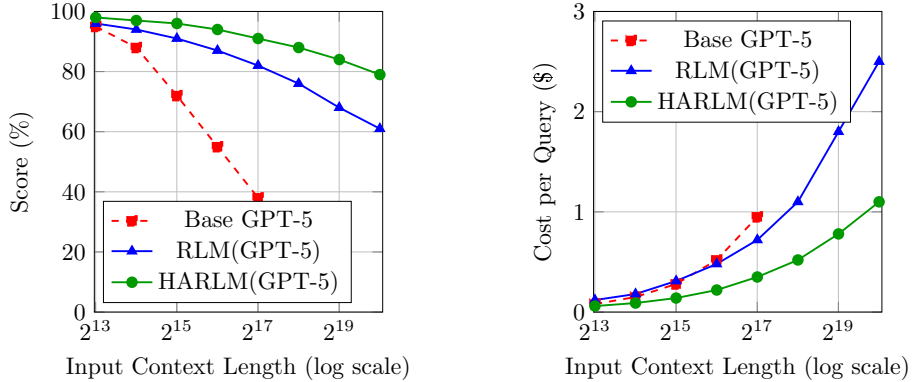 100
80
60
40
20
0
Score (%)
Base GPT-5
RLM(GPT-5)
HARLM(GPT-5)
2^13
2^15
2^17
2^19
Input Context Length (log scale)
3
2
1
0
Cost per Query ($)
Base GPT-5
RLM(GPT-5)
HARLM(GPT-5)
2^13
2^15
2^17
2^19
Input Context Length (log scale)